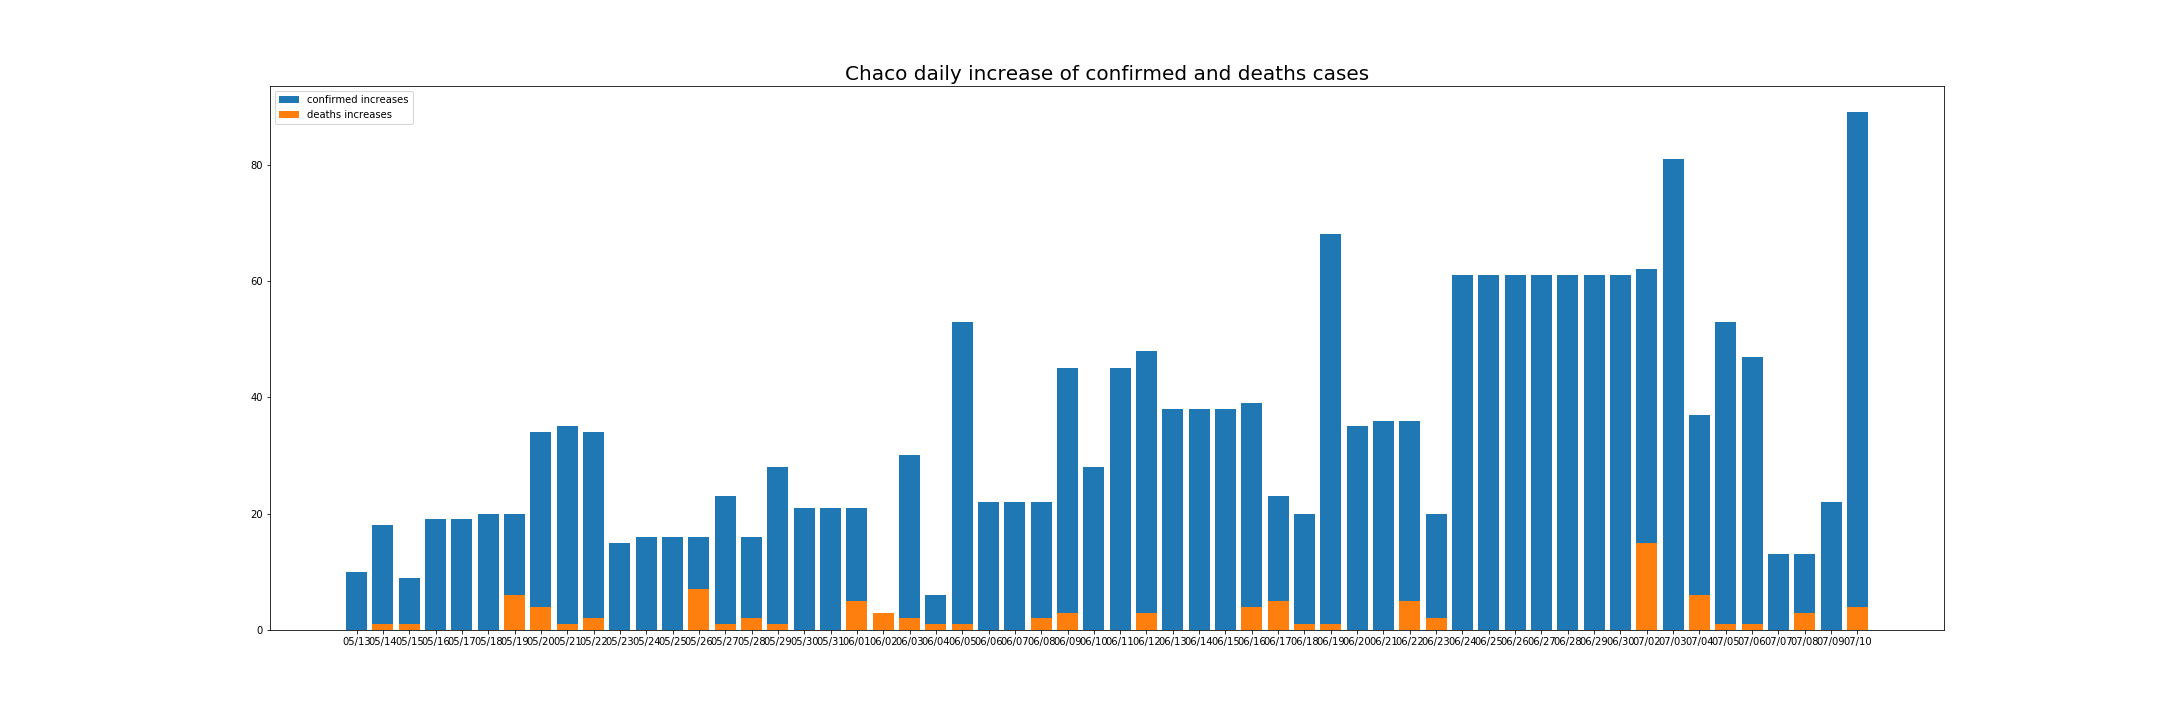 Chaco daily increase of confirmed and deaths cases
confirmed increases
deaths increases
80
60
40
20
0
05/13 05/14 05/15 05/16 05/17 05/18 05/19 05/20 05/21 05/22 05/23 05/24 05/25 05/26 05/27 05/28 05/29 05/30 05/31 06/01 06/02 06/03 06/04 06/05 06/06 06/07 06/08 06/09 06/10 06/11 06/12 06/13 06/14 06/15 06/16 06/17 06/18 06/19 06/20 06/21 06/22 06/23 06/24 06/25 06/26 06/27 06/28 06/29 06/30 07/02 07/03 07/04 07/05 07/06 07/07 07/08 07/09 07/10